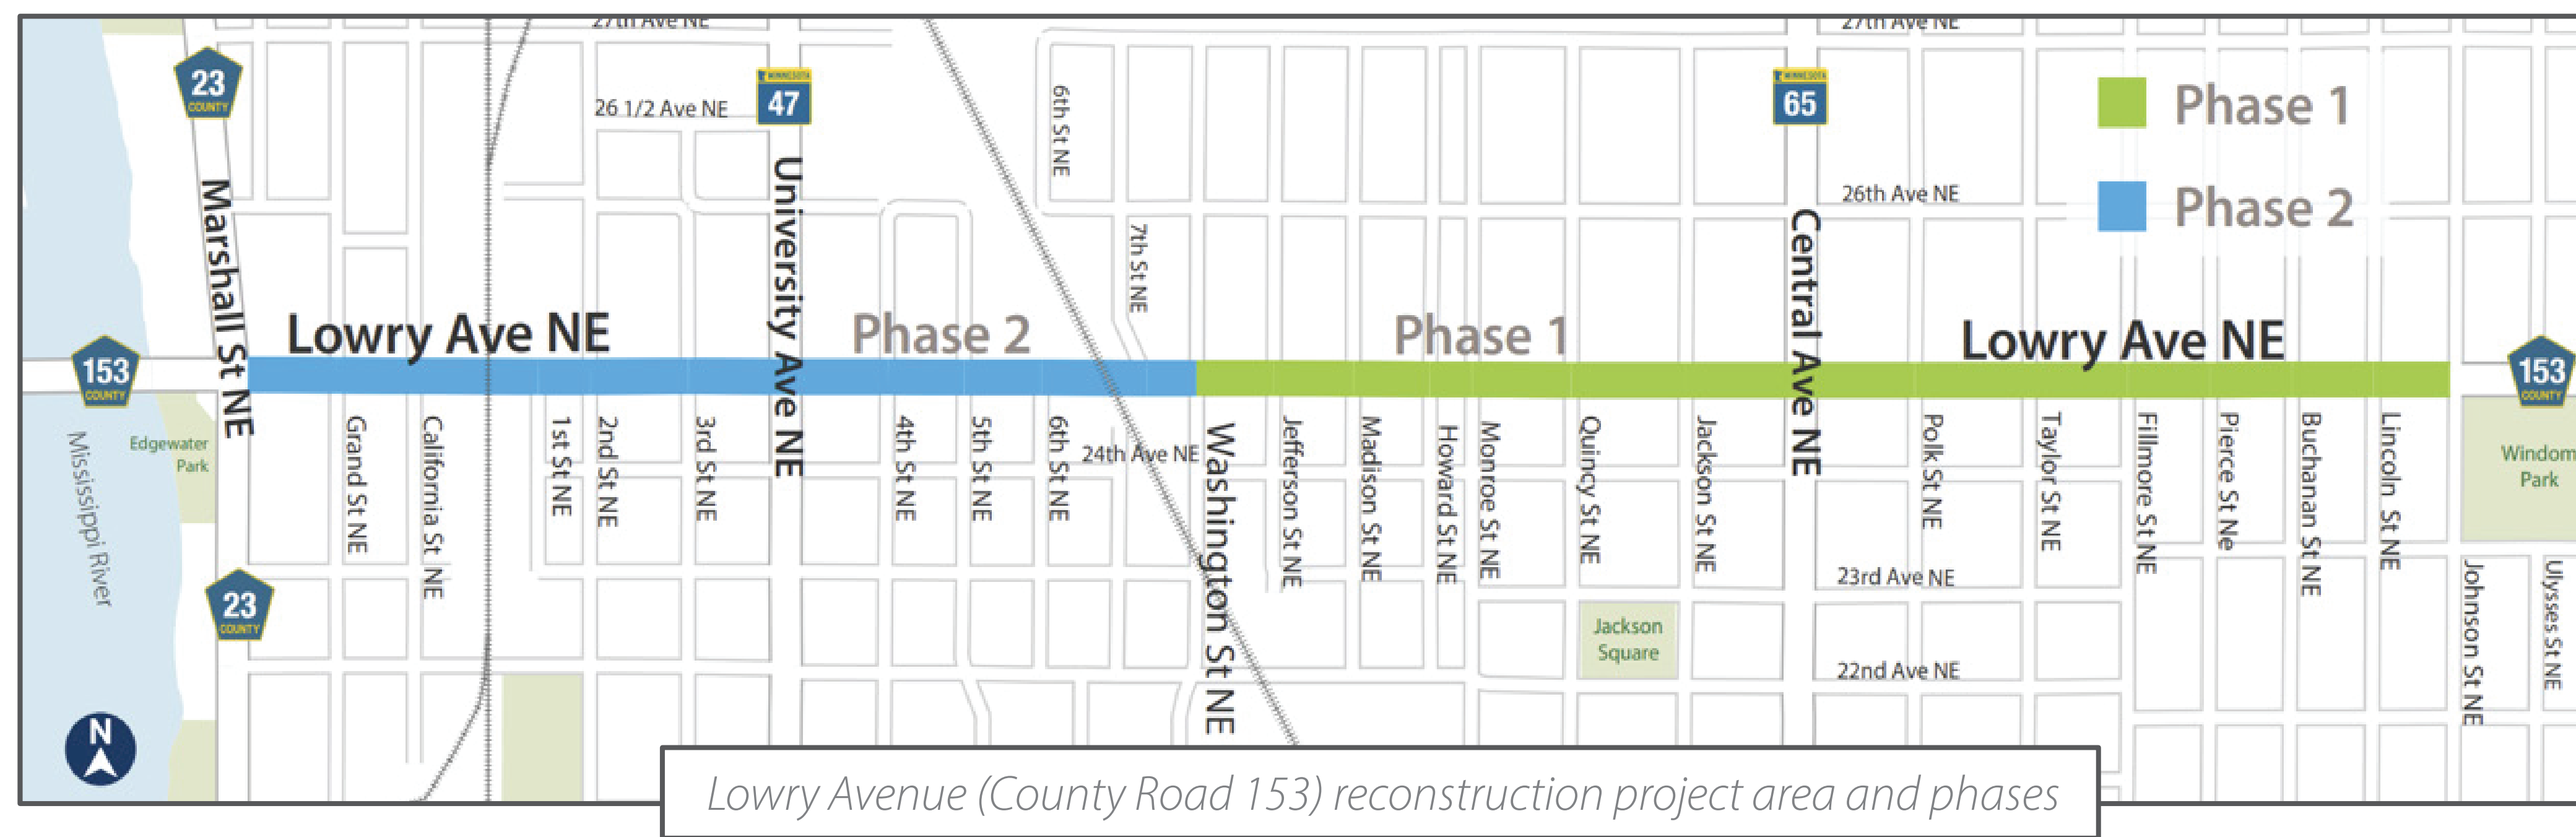 27th Ave NE
27th Ave NE
23
COUNTY
MINNESOTA
47
MINNESOTA
65
26 1/2 Ave NE
6th St NE
Phase 1
Phase 2
26th Ave NE
Marshall St NE
University Ave NE
7th St NE
Central Ave NE
Lowry Ave NE
Phase 2
Phase 1
Lowry Ave NE
153
COUNTY
153
COUNTY
Mississippi River
Edgewater
Park
Grand St NE
California St NE
1st St NE
2nd St NE
3rd St NE
4th St NE
5th St NE
6th St NE
24th Ave NE
Washington St NE
Jefferson St NE
Madison St NE
Howard St NE
Monroe St NE
Quincy St NE
Jackson St NE
Polk St NE
Taylor St NE
Fillmore St NE
Pierce St Ne
Buchanan St NE
Lincoln St NE
Windom
Park
23
COUNTY
23rd Ave NE
Jackson
Square
22nd Ave NE
Johnson St NE
Ulysses St NE
N
Lowry Avenue (County Road 153) reconstruction project area and phases